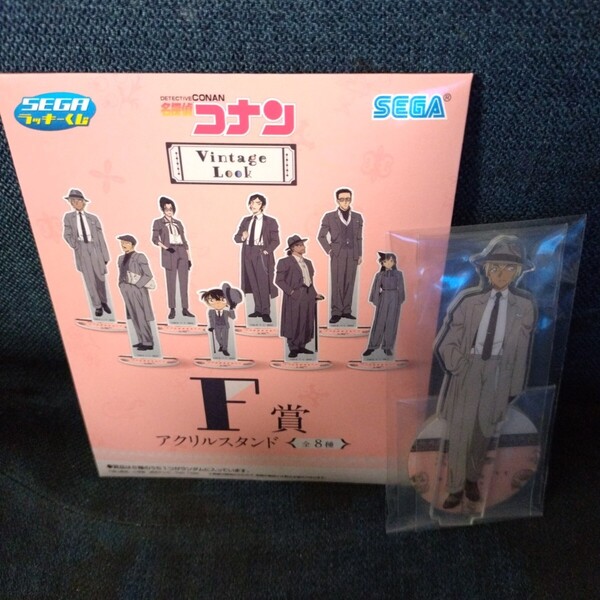 SEGA
ラッキーくじ
DETECTIVE CONAN
名探偵
コナン
SEGA®
Vintage
Look
F賞
アクリルスタンド
全8種